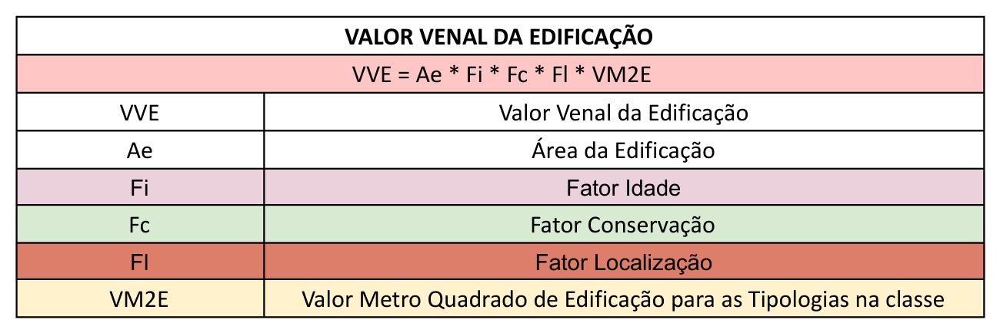 VALOR VENAL DA EDIFICAÇÃO
VVE = Ae * Fi * Fc * Fl * VM2E
VVE Valor Venal da Edificação
Ae Área da Edificação
Fi Fator Idade
Fc Fator Conservação
Fl Fator Localização
VM2E Valor Metro Quadrado de Edificação para as Tipologias na classe